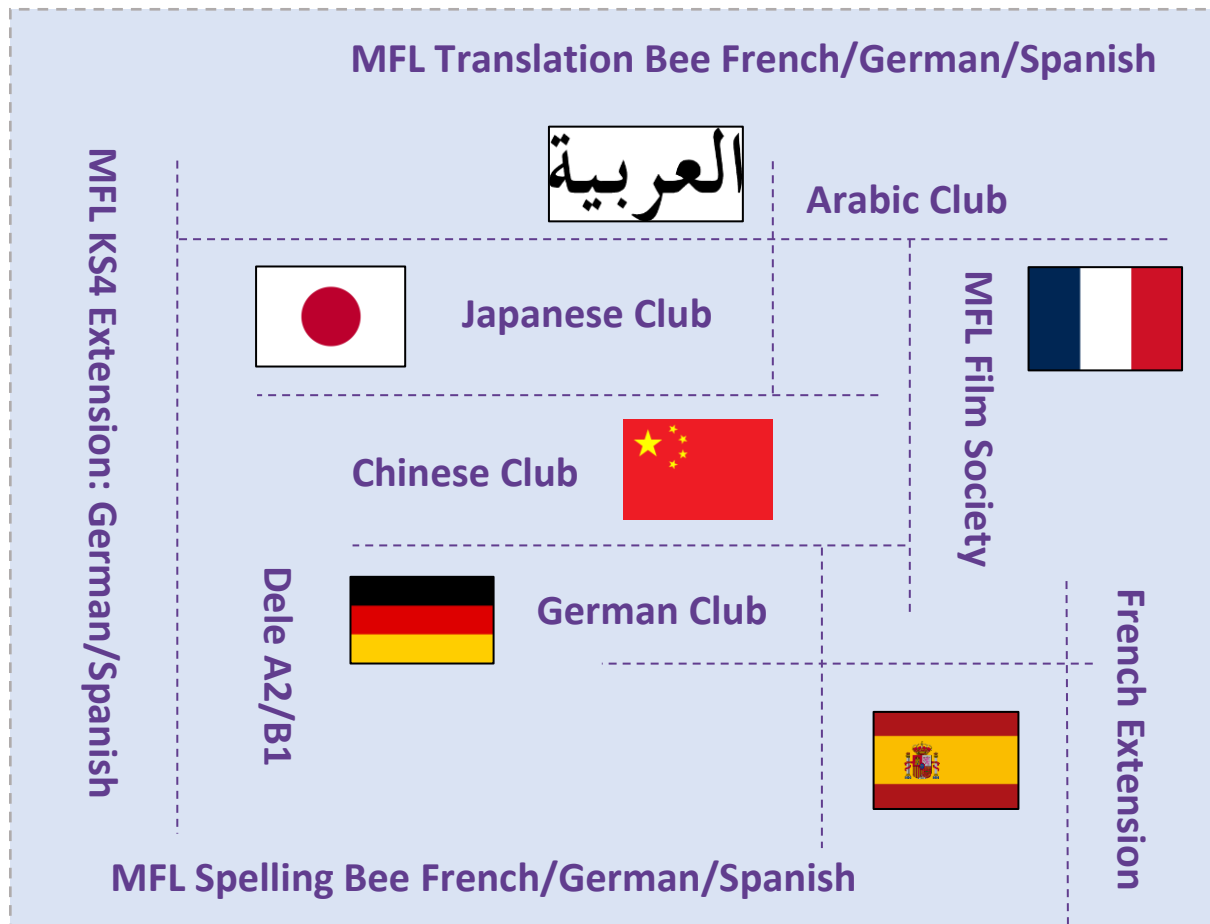 MFL Translation Bee French/German/Spanish
العربية
Arabic Club
MFL KS4 Extension: German/Spanish
Japanese Club
MFL Film Society
Chinese Club
Dele A2/B1
German Club
French Extension
MFL Spelling Bee French/German/Spanish